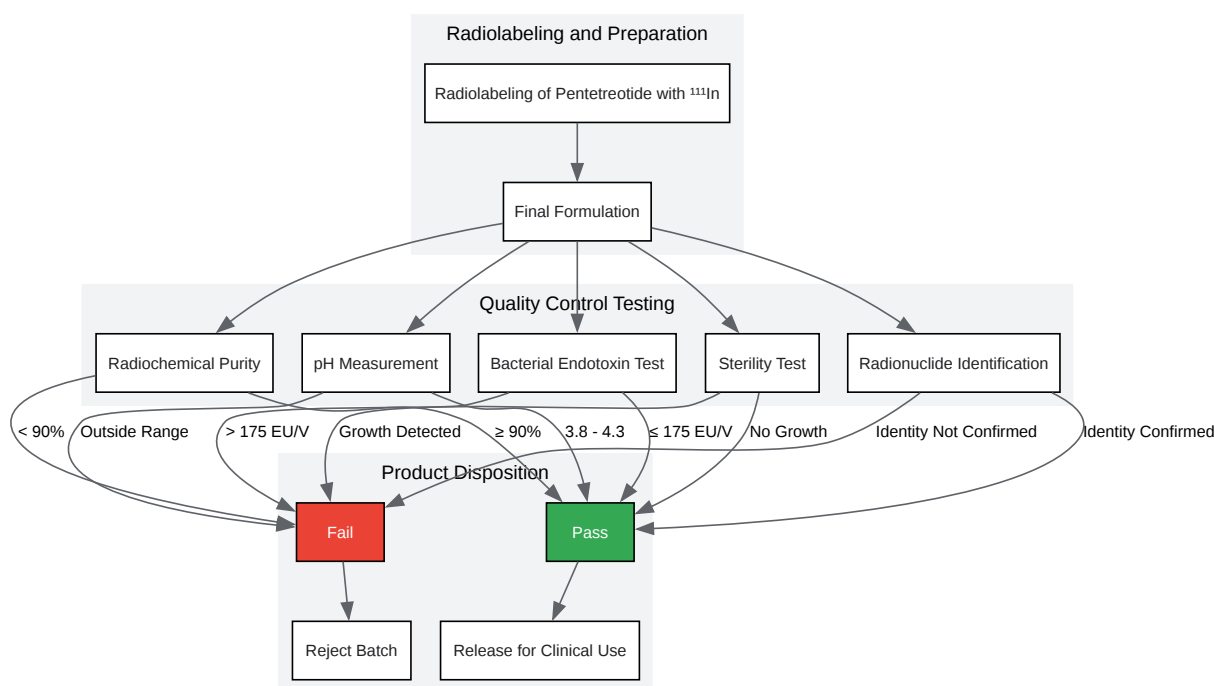 Radiolabeling and Preparation
Radiolabeling of Pentetreotide with ¹¹¹In
Final Formulation
Quality Control Testing
Radiochemical Purity
pH Measurement
Bacterial Endotoxin Test
Sterility Test
Radionuclide Identification
< 90%
Outside Range
> 175 EU/V
Growth Detected
≥ 90%
3.8 - 4.3
≤ 175 EU/V
No Growth
Identity Not Confirmed
Identity Confirmed
Product Disposition
Fail
Pass
Reject Batch
Release for Clinical Use